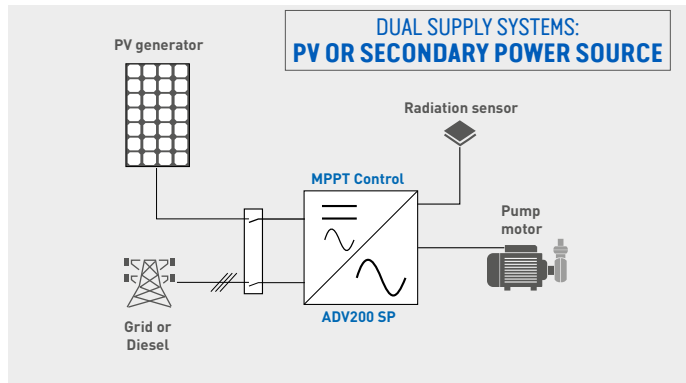 DUAL SUPPLY SYSTEMS:
PV OR SECONDARY POWER SOURCE
PV generator
Radiation sensor
MPPT Control
Pump
motor
ADV200 SP
Grid or
Diesel